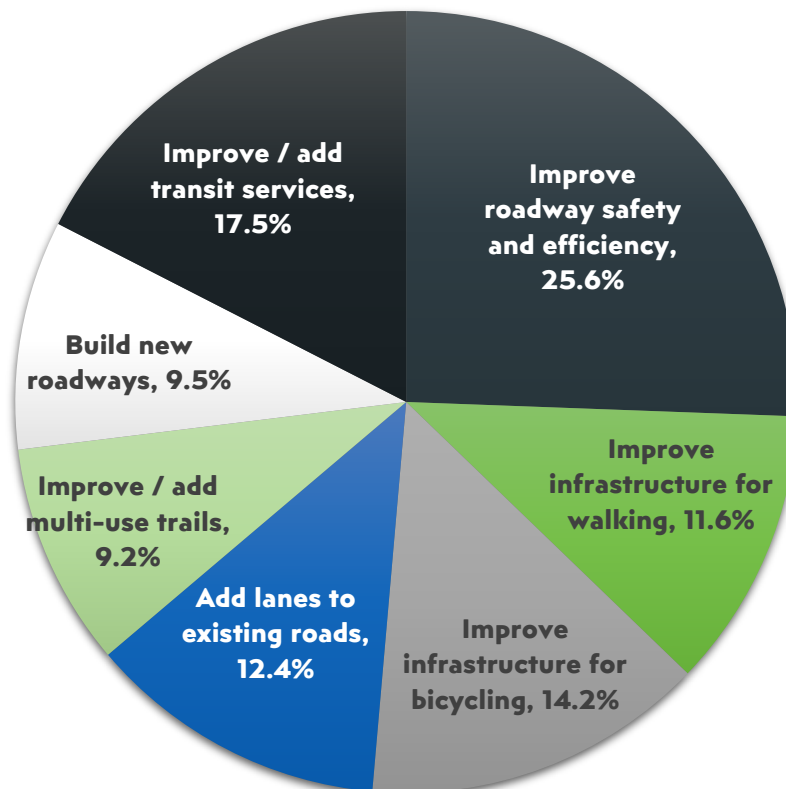 Improve / add
transit services,
17.5%
Improve
roadway safety
and efficiency,
25.6%
Build new
roadways, 9.5%
Improve
infrastructure for
walking, 11.6%
Improve / add
multi-use trails,
9.2%
Add lanes to
existing roads,
12.4%
Improve
infrastructure for
bicycling, 14.2%